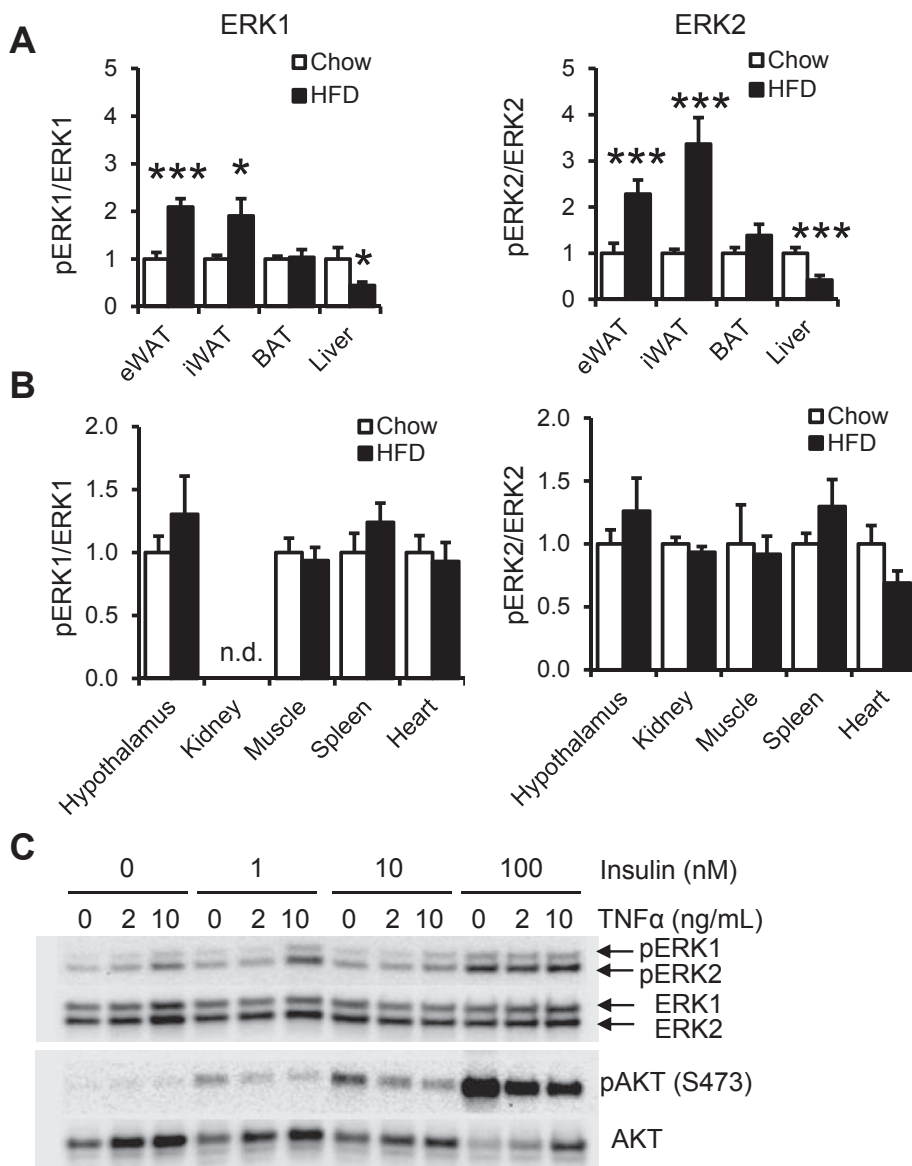 A
ERK1
ERK2
Chow
HFD
pERK1/ERK1
5
4
3
2
1
0
***
*
*
eWAT
iWAT
BAT
Liver
Chow
HFD
pERK2/ERK2
5
4
3
2
1
0
***
***
***
eWAT
iWAT
BAT
Liver
B
Chow
HFD
pERK1/ERK1
2.0
1.5
1.0
0.5
0.0
n.d.
Hypothalamus
Kidney
Muscle
Spleen
Heart
Chow
HFD
pERK2/ERK2
2.0
1.5
1.0
0.5
0.0
Hypothalamus
Kidney
Muscle
Spleen
Heart
C
0 1 10 100 Insulin (nM)
0 2 10 0 2 10 0 2 10 0 2 10 TNFα (ng/mL)
pERK1
pERK2
ERK1
ERK2
pAKT (S473)
AKT